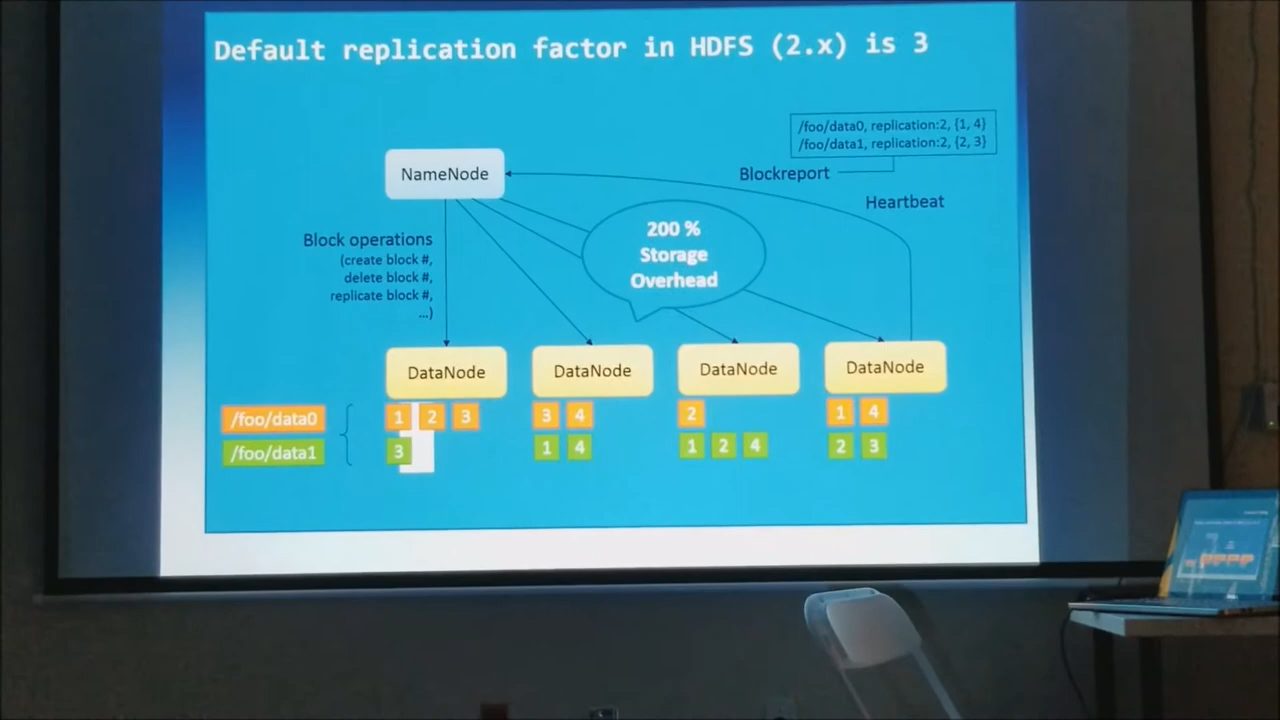 Default replication factor in HDFS (2.x) is 3
/foo/data0, replication:2, {1, 4}
/foo/data1, replication:2, {2, 3}
NameNode
Blockreport
Heartbeat
200 %
Storage
Overhead
Block operations
(create block #,
delete block #,
replicate block #,
...)
DataNode DataNode DataNode DataNode
/foo/data0 1 2 3 3 4 2 1 4
/foo/data1 3 1 4 1 2 4 2 3